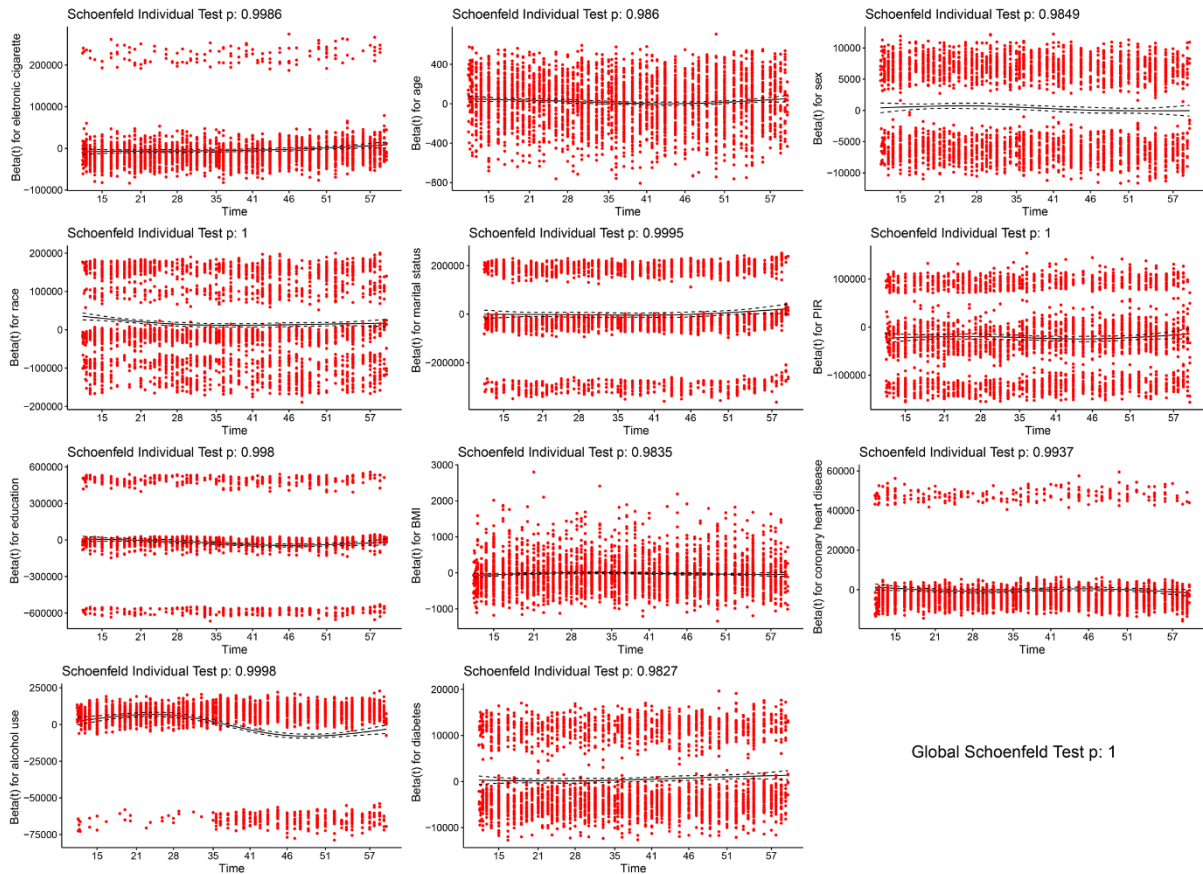 Schoenfeld Individual Test p: 0.9986
Beta(t) for eletronic cigarette
200000
100000
0
−100000
15 21 28 35 41 46 51 57
Time
Schoenfeld Individual Test p: 0.986
Beta(t) for age
800
400
0
−400
−800
15 21 28 35 41 46 51 57
Time
Schoenfeld Individual Test p: 0.9849
Beta(t) for sex
10000
5000
0
−5000
−10000
15 21 28 35 41 46 51 57
Time
Schoenfeld Individual Test p: 1
Beta(t) for race
200000
100000
0
−100000
−200000
15 21 28 35 41 46 51 57
Time
Schoenfeld Individual Test p: 0.9995
Beta(t) for marital status
200000
0
−200000
15 21 28 35 41 46 51 57
Time
Schoenfeld Individual Test p: 1
Beta(t) for PIR
100000
0
−100000
15 21 28 35 41 46 51 57
Time
Schoenfeld Individual Test p: 0.998
Beta(t) for education
600000
300000
0
−300000
−600000
15 21 28 35 41 46 51 57
Time
Schoenfeld Individual Test p: 0.9835
Beta(t) for BMI
3000
2000
1000
0
−1000
15 21 28 35 41 46 51 57
Time
Schoenfeld Individual Test p: 0.9937
Beta(t) for coronary heart disease
60000
40000
20000
0
15 21 28 35 41 46 51 57
Time
Schoenfeld Individual Test p: 0.9998
Beta(t) for alcohol use
25000
0
−25000
−50000
−75000
15 21 28 35 41 46 51 57
Time
Schoenfeld Individual Test p: 0.9827
Beta(t) for diabetes
20000
10000
0
−10000
15 21 28 35 41 46 51 57
Time
Global Schoenfeld Test p: 1